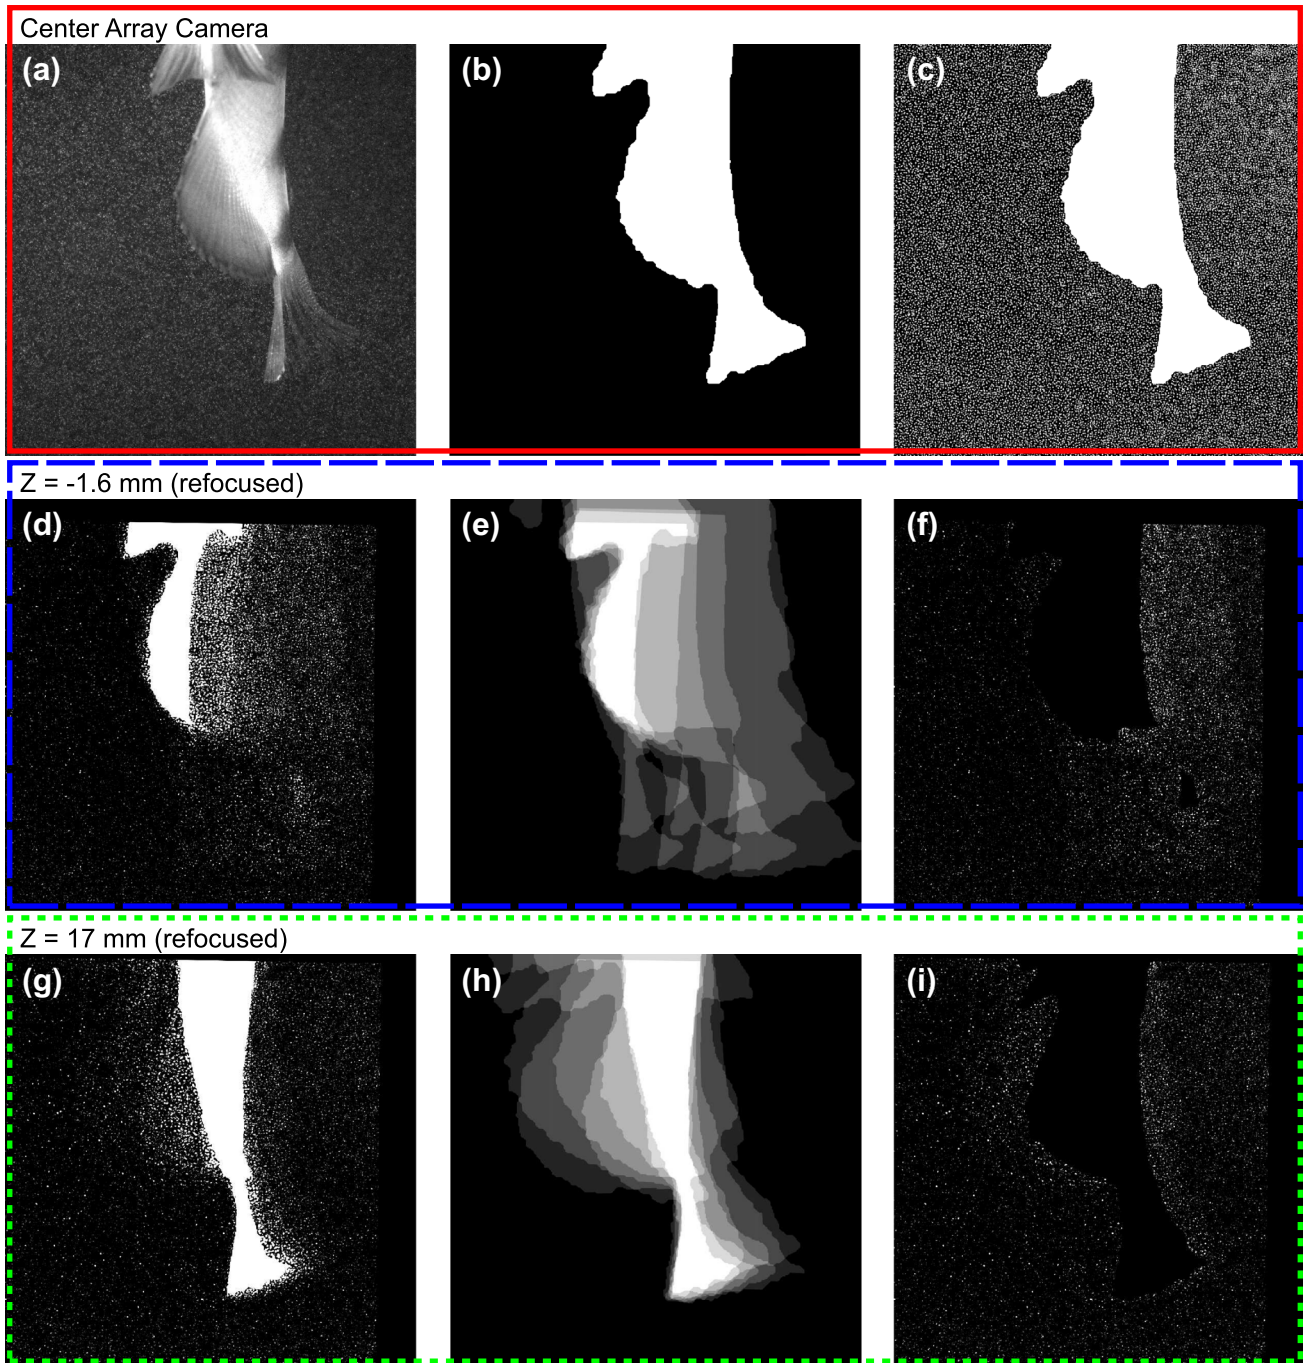 Center Array Camera
(a)
(b)
(c)
Z = -1.6 mm (refocused)
(d)
(e)
(f)
Z = 17 mm (refocused)
(g)
(h)
(i)